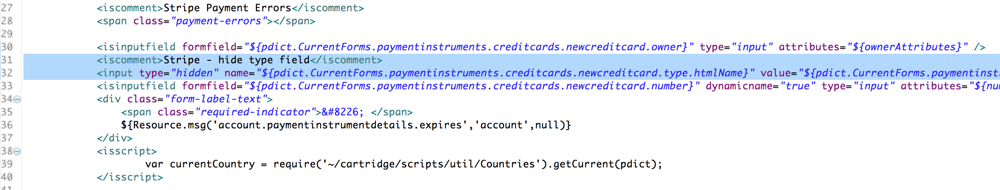 27 <iscomment>Stripe Payment Errors</iscomment>
28 <span class="payment-errors"></span>
29
30 <isinputfield formfield="${pdict.CurrentForms.paymentinstruments.creditcards.newcreditcard.owner}" type="input" attributes="${ownerAttributes}" />
31 <iscomment>Stripe - hide type field</iscomment>
32 <input type="hidden" name="${pdict.CurrentForms.paymentinstruments.creditcards.newcreditcard.type.htmlName}" value="${pdict.CurrentForms.paymentinst
33 <isinputfield formfield="${pdict.CurrentForms.paymentinstruments.creditcards.newcreditcard.number}" dynamicname="true" type="input" attributes="${nu
34 <div class="form-label-text">
35 <span class="required-indicator">&#8226; </span>
36 ${Resource.msg('account.paymentinstrumentdetails.expires','account',null)}
37 </div>
38 <isscript>
39 var currentCountry = require('~/cartridge/scripts/util/Countries').getCurrent(pdict);
40 </isscript>
41